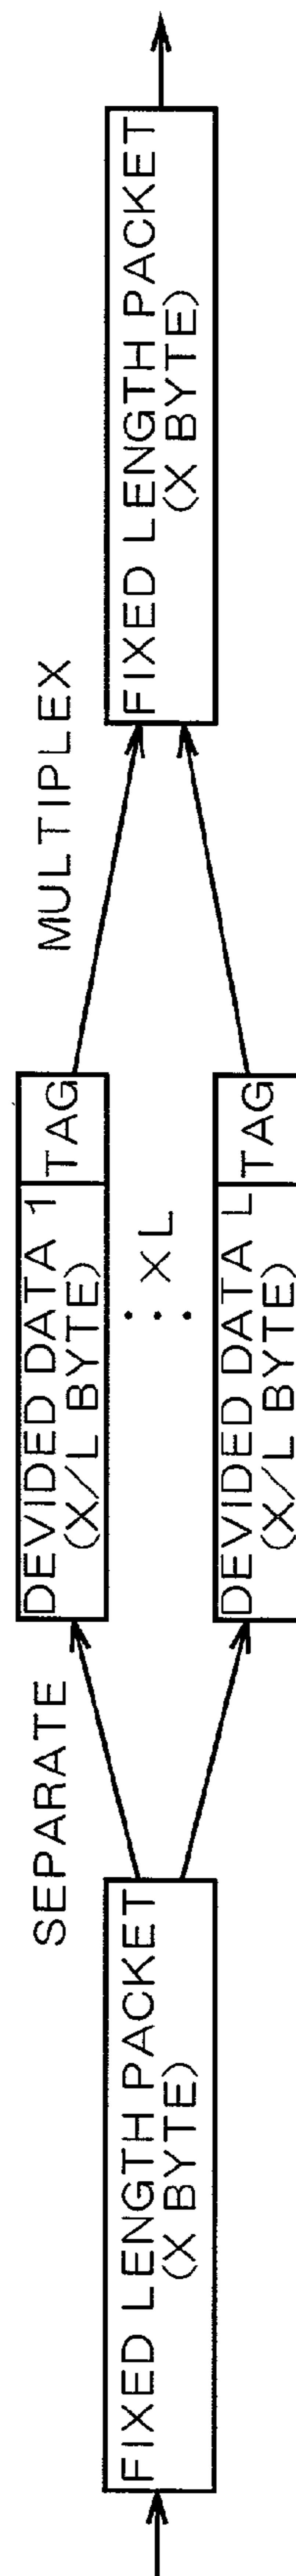 FIXED LENGTH PACKET
(X BYTE)
SEPARATE
DEVIDED DATA 1
(X/L BYTE)
TAG
XL
DEVIDED DATA L
(X/L BYTE)
TAG
MULTIPLEX
FIXED LENGTH PACKET
(X BYTE)